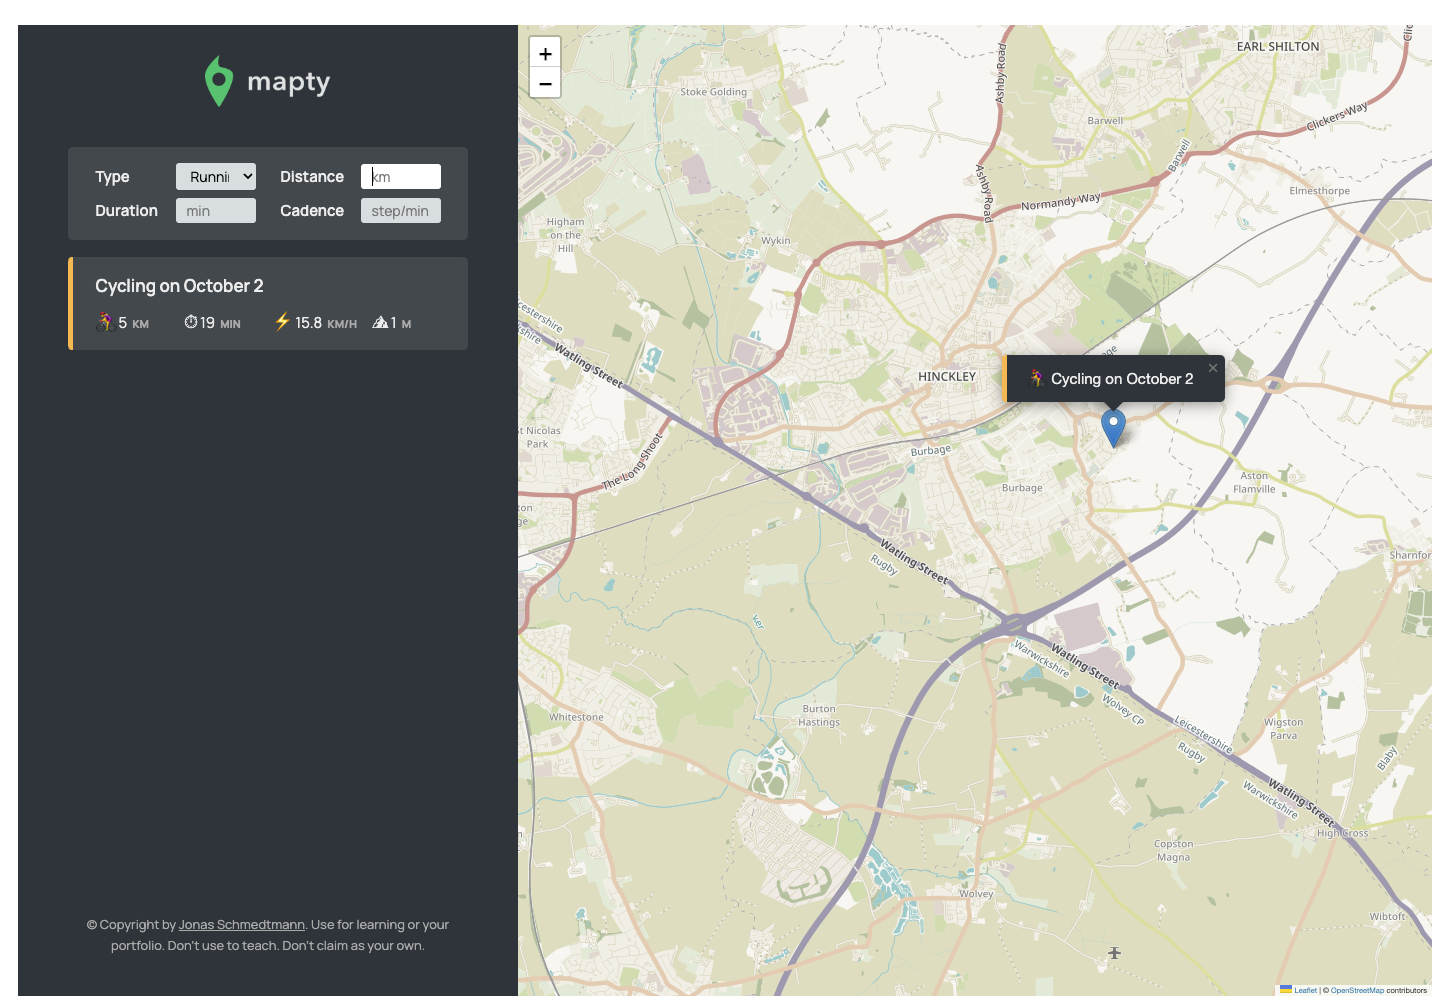 mapty
Type Runni Distance km
Duration min Cadence step/min
Cycling on October 2
5 KM 19 MIN 15.8 KM/H 1 M
© Copyright by Jonas Schmedtmann. Use for learning or your
portfolio. Don't use to teach. Don't claim as your own.
+
−
EARL SHILTON
Stoke Golding
Ashby Road
Barwell
Clickers Way
Barwell
Ashby Road
Elmesthorpe
Normandy Way
Higham
on the
Hill
Wykin
Watling Street
HINCKLEY
Cycling on October 2
×
St Nicolas
Park
The Long Shoot
Burbage
Burbage
Aston
Flamville
Watling Street
Rugby
Sharnfor
Warwickshire
Watling Street
Wolvey CP
Leicestershire
Rugby
Whitestone
Burton
Hastings
Wigston
Parva
Blaby
Watling Street
Warwickshire
High Cross
Copston
Magna
Wolvey
Wibtoft
Leaflet | © OpenStreetMap contributors